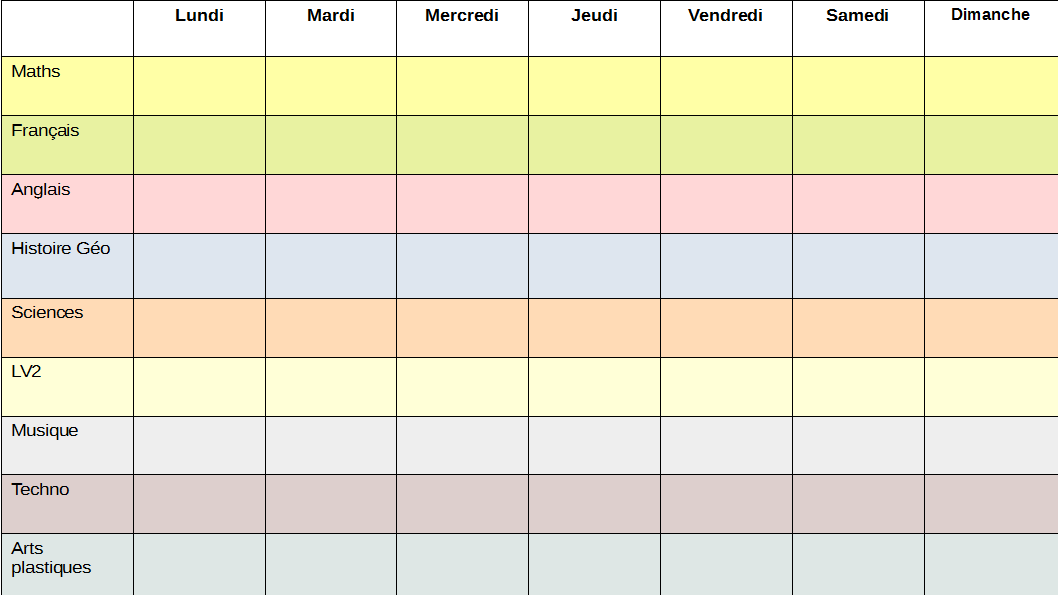 Lundi Mardi Mercredi Jeudi Vendredi Samedi Dimanche
Maths
Français
Anglais
Histoire Géo
Sciences
LV2
Musique
Techno
Arts
plastiques